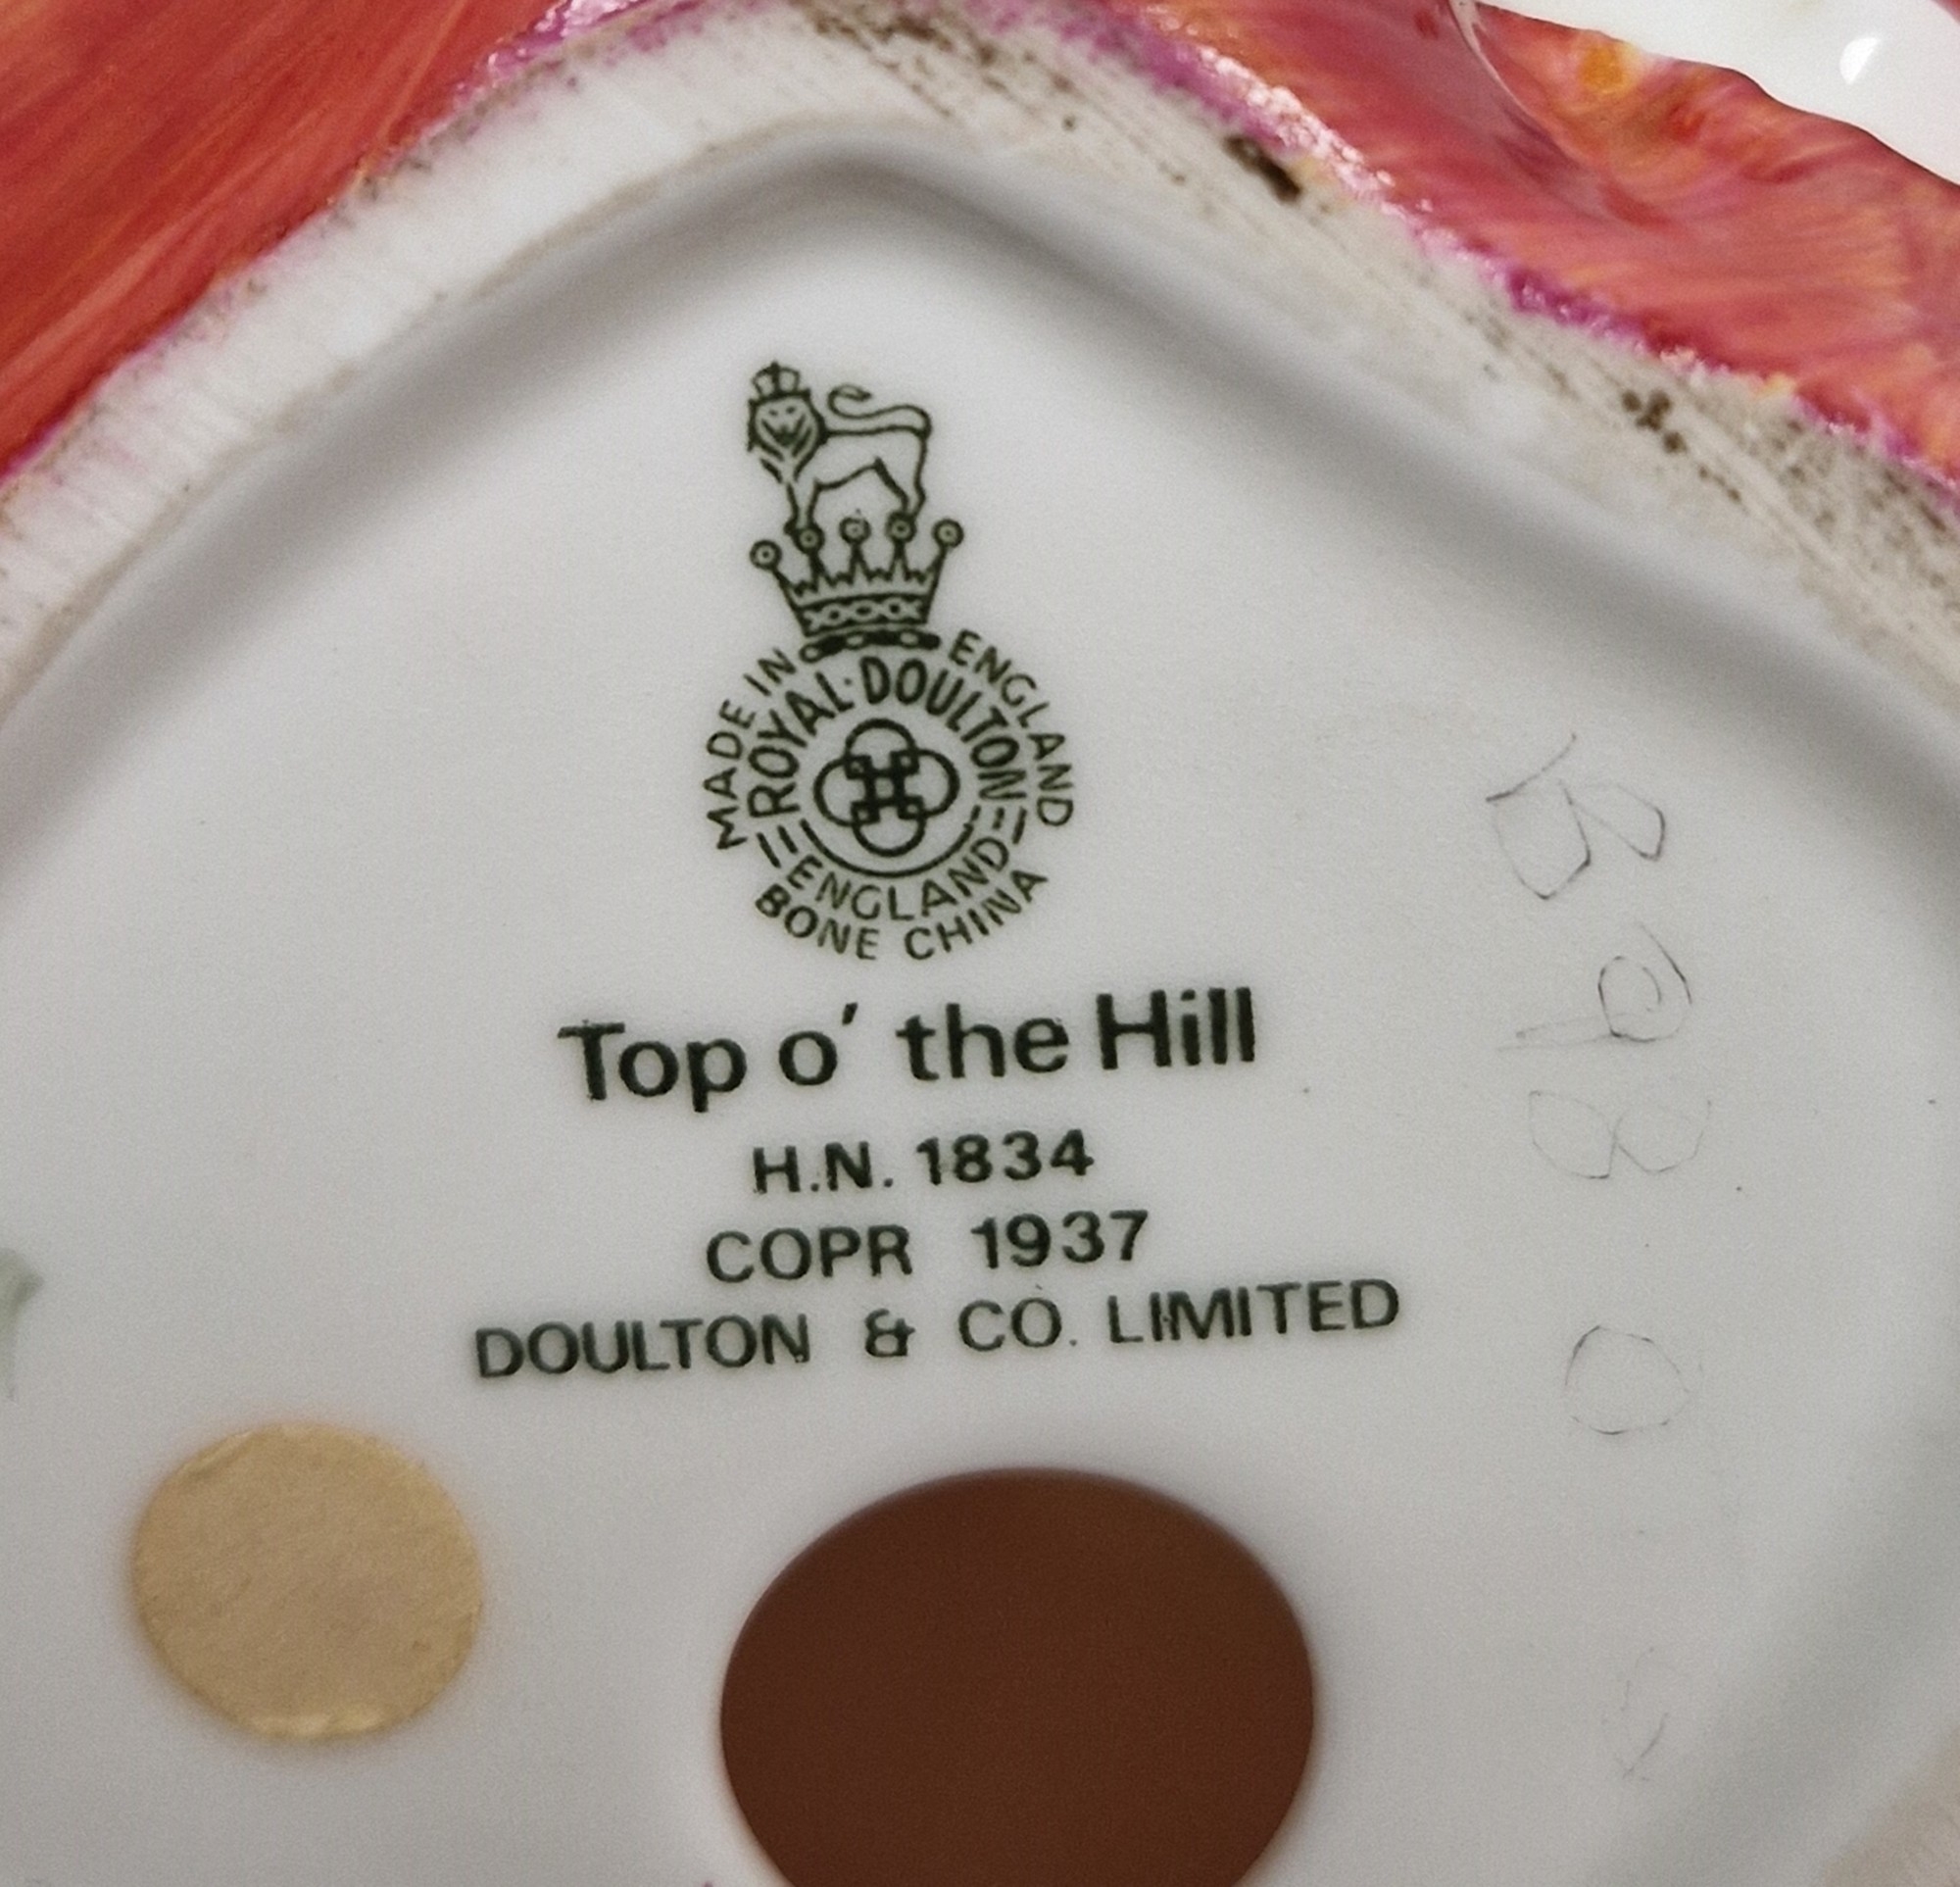 MADE IN ENGLAND
ROYAL·DOULTON
ENGLAND
BONE CHINA
Top o' the Hill
H.N. 1834
COPR 1937
DOULTON & CO. LIMITED